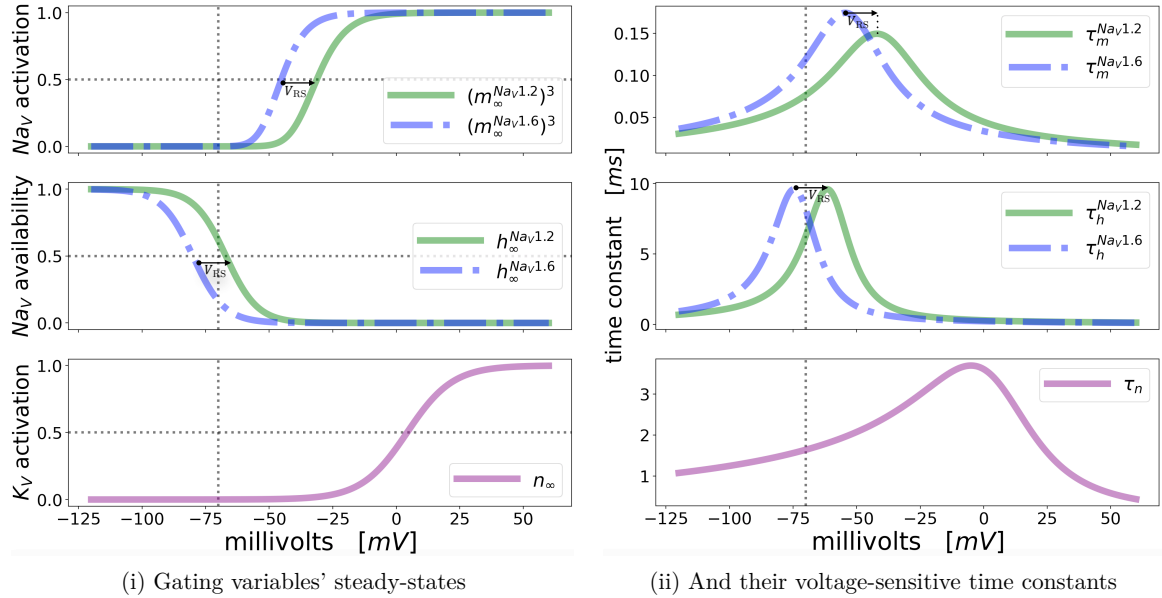 Na_V activation
1.0
0.5
0.0
V_RS
(m_∞^{Na_V1.2})^3
(m_∞^{Na_V1.6})^3
Na_V availability
1.0
0.5
0.0
V_RS
h_∞^{Na_V1.2}
h_∞^{Na_V1.6}
K_V activation
1.0
0.5
0.0
n_∞
−125 −100 −75 −50 −25 0 25 50
millivolts [mV]
(i) Gating variables' steady-states
time constant [ms]
0.15
0.10
0.05
V_RS
τ_m^{Na_V1.2}
τ_m^{Na_V1.6}
10
5
0
V_RS
τ_h^{Na_V1.2}
τ_h^{Na_V1.6}
3
2
1
τ_n
−125 −100 −75 −50 −25 0 25 50
millivolts [mV]
(ii) And their voltage-sensitive time constants